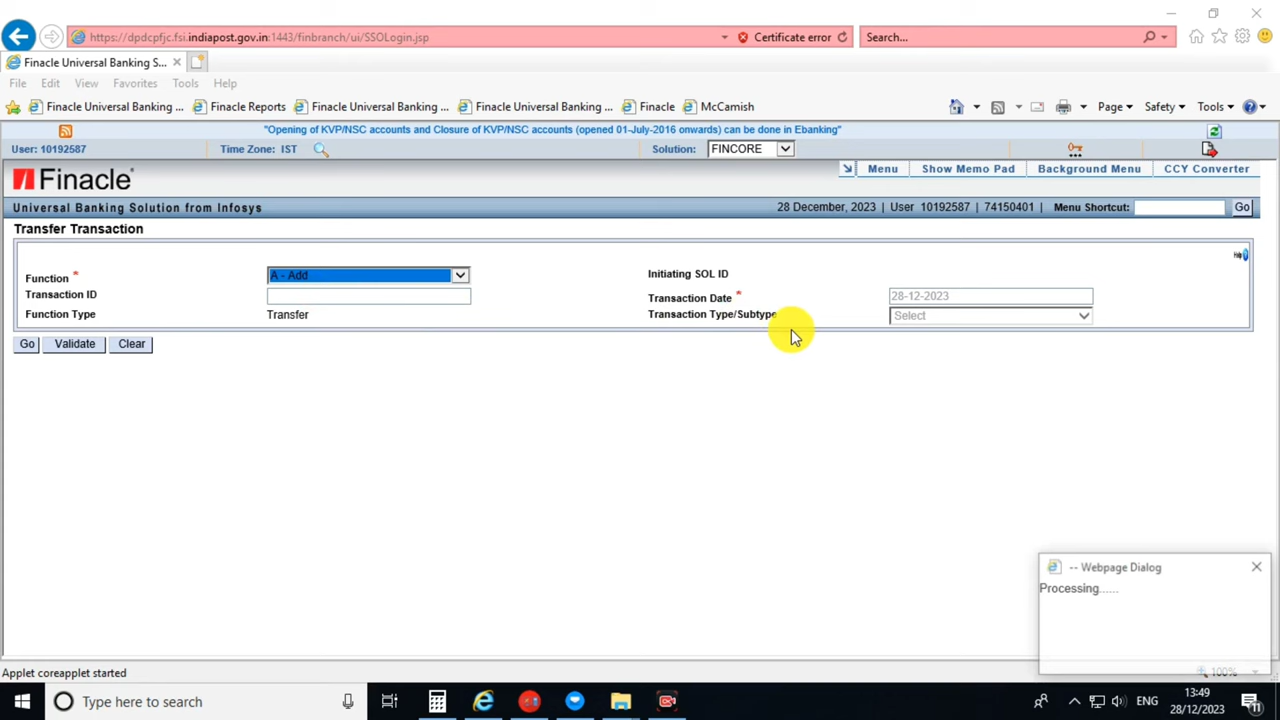 https://dpdcpfjc.fsi.indiapost.gov.in:1443/finbranch/ui/SSOLogin.jsp
Certificate error
Search...
Finacle Universal Banking S...
File Edit View Favorites Tools Help
Finacle Universal Banking ... Finacle Reports Finacle Universal Banking ... Finacle Universal Banking ... Finacle McCamish Page Safety Tools
"Opening of KVP/NSC accounts and Closure of KVP/NSC accounts (opened 01-July-2016 onwards) can be done in Ebanking"
User: 10192587 Time Zone: IST Solution: FINCORE
Menu Show Memo Pad Background Menu CCY Converter
Finacle
Universal Banking Solution from Infosys 28 December, 2023 | User 10192587 | 74150401 | Menu Shortcut: Go
Transfer Transaction
Function * A - Add Initiating SOL ID
Transaction ID Transaction Date * 28-12-2023
Function Type Transfer Transaction Type/Subtype Select
Go Validate Clear
-- Webpage Dialog
Processing......
100%
Applet coreapplet started
Type here to search
ENG
13:49
28/12/2023
11